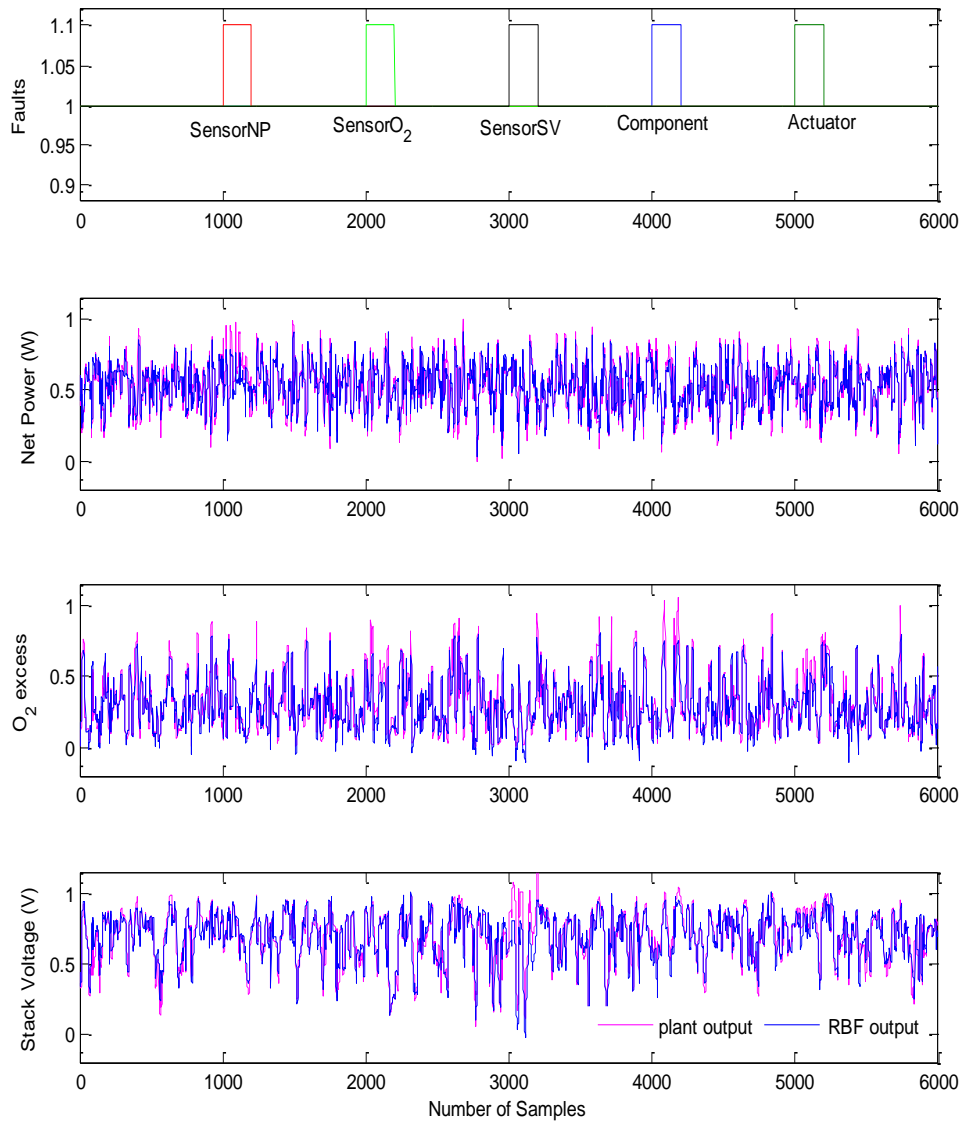 Faults
1.1
1.05
1
0.95
0.9
SensorNP
SensorO2
SensorSV
Component
Actuator
0 1000 2000 3000 4000 5000 6000
Net Power (W)
1
0.5
0
0 1000 2000 3000 4000 5000 6000
O2 excess
1
0.5
0
0 1000 2000 3000 4000 5000 6000
Stack Voltage (V)
1
0.5
0
plant output
RBF output
0 1000 2000 3000 4000 5000 6000
Number of Samples